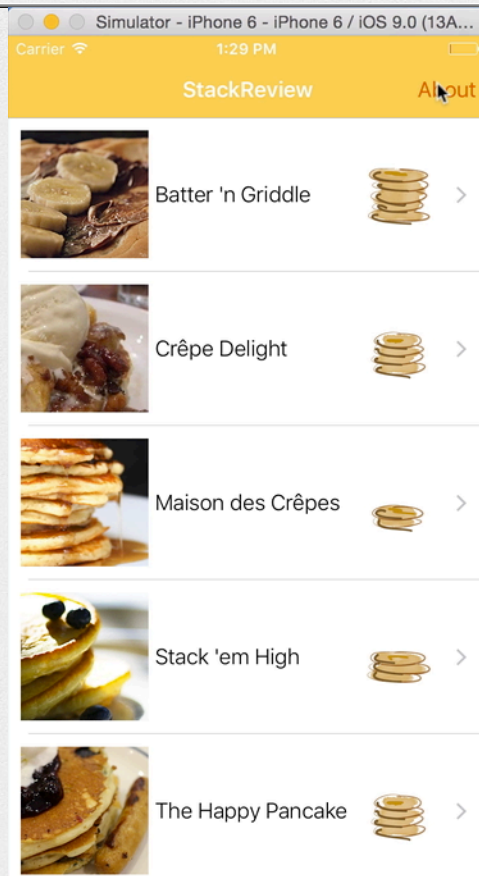 Simulator - iPhone 6 - iPhone 6 / iOS 9.0 (13A...
Carrier 1:29 PM
StackReview About
Batter 'n Griddle
Crêpe Delight
Maison des Crêpes
Stack 'em High
The Happy Pancake